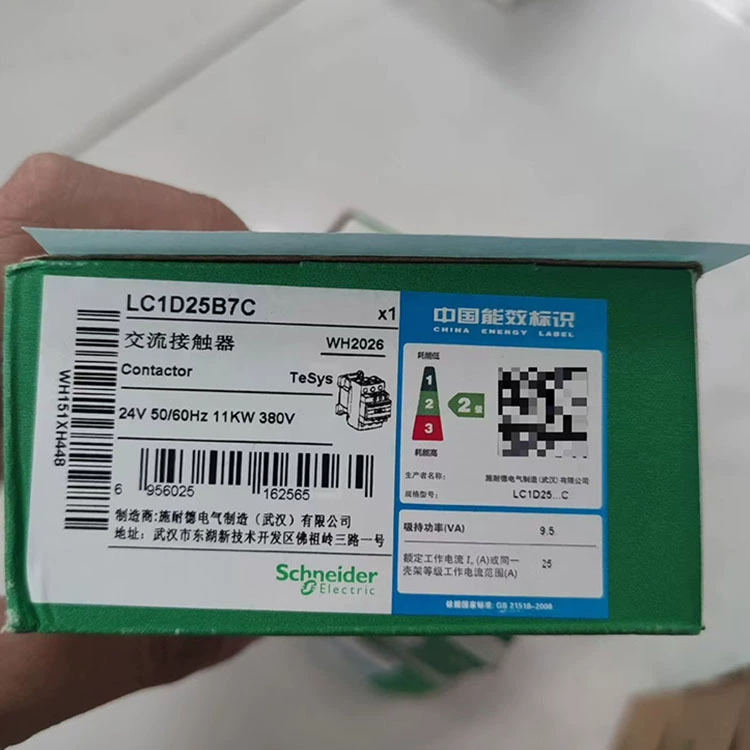 LC1D25B7C
x1
交流接触器
WH2026
Contactor
TeSys
24V 50/60Hz 11KW 380V
WH151XH448
6 956025 162565
制造商:施耐德电气制造（武汉）有限公司
地址: 武汉市东湖新技术开发区佛祖岭三路一号
Schneider
Electric
中国能效标识
CHINA ENERGY LABEL
耗能低
1
2
3
2级
耗能高
生产者名称:
施耐德电气制造(武汉)有限公司
规格型号:
LC1D25...C
吸持功率(VA)
9.5
额定工作电流 Ie (A)或同一
壳架等级工作电流范围(A)
25
依据国家标准: GB 21518-2008